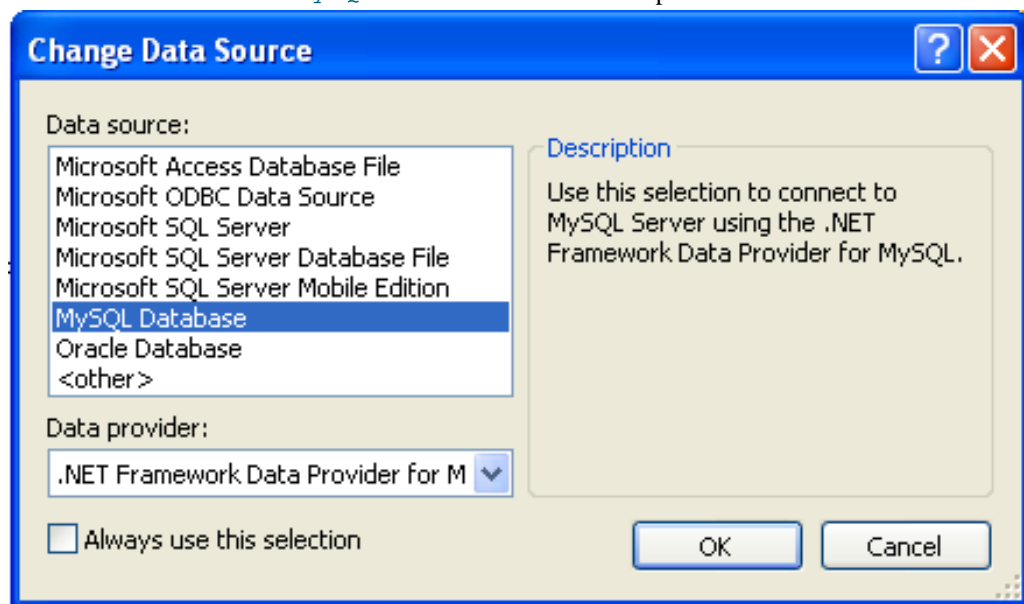 Change Data Source
Data source:
Microsoft Access Database File
Microsoft ODBC Data Source
Microsoft SQL Server
Microsoft SQL Server Database File
Microsoft SQL Server Mobile Edition
MySQL Database
Oracle Database
<other>
Data provider:
.NET Framework Data Provider for M
Always use this selection
Description
Use this selection to connect to
MySQL Server using the .NET
Framework Data Provider for MySQL.
OK
Cancel